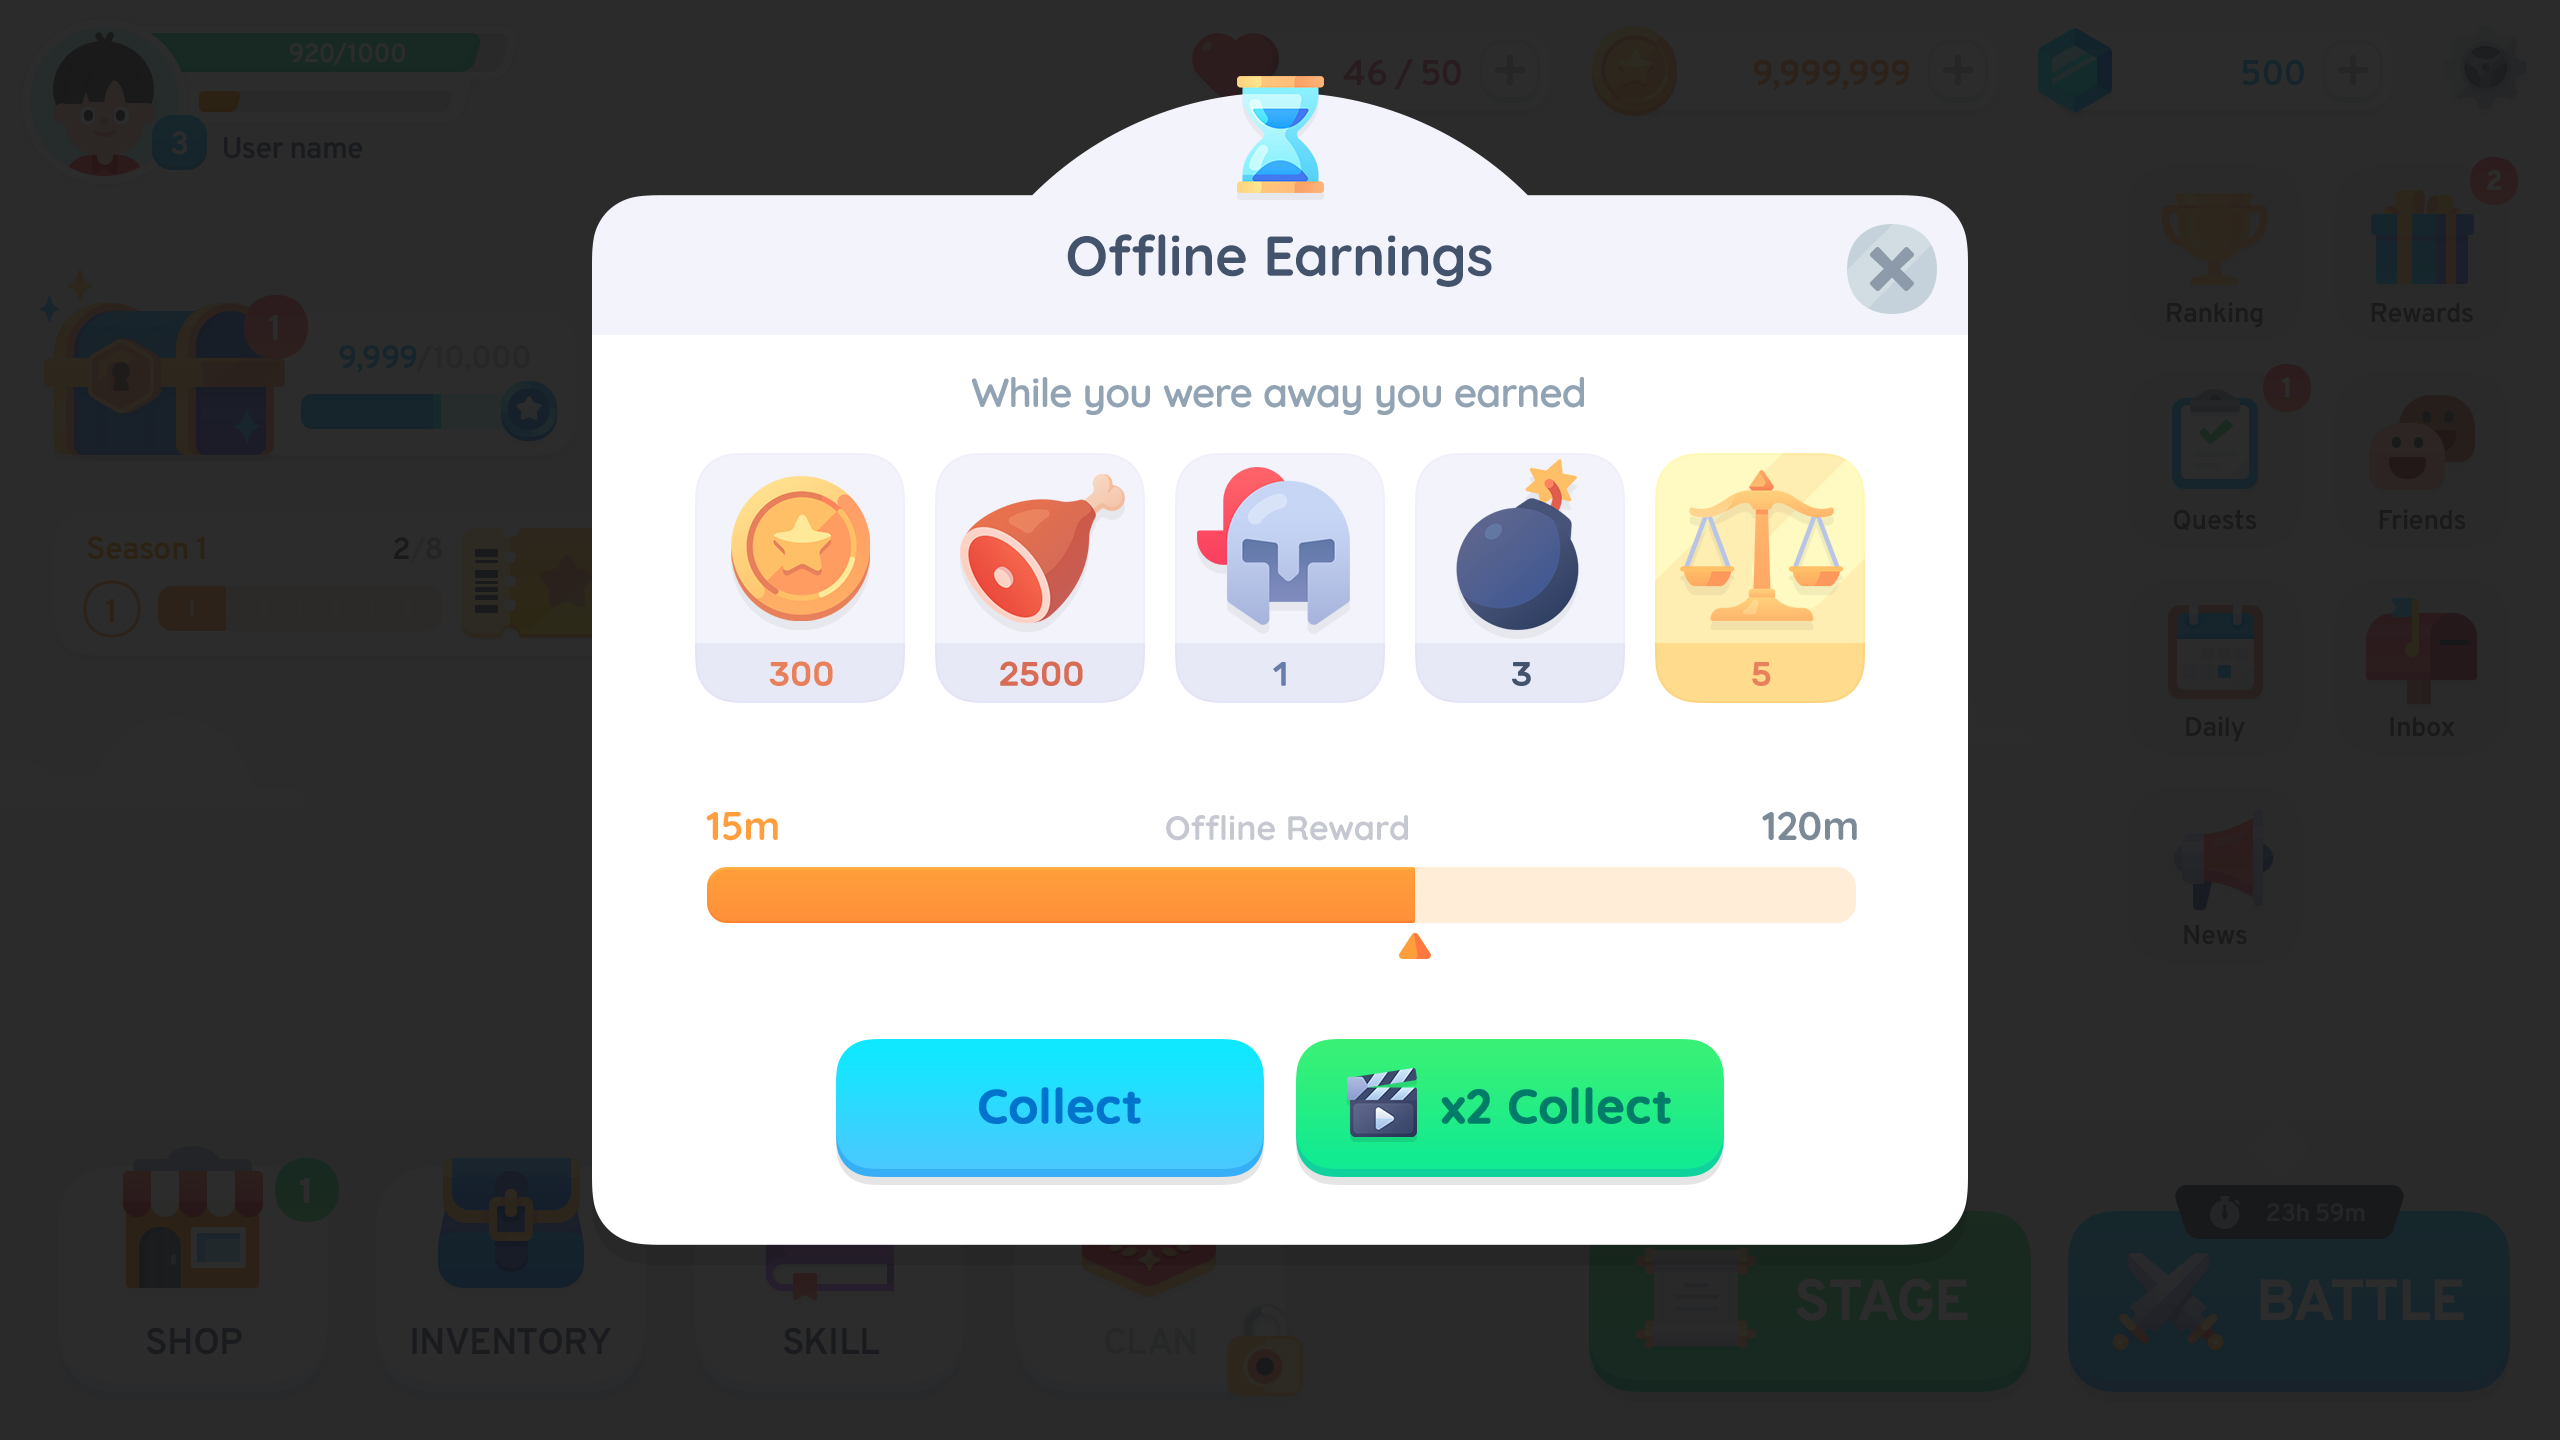 920/1000
3
User name
46 / 50
9,999,999
500
Offline Earnings
While you were away you earned
300
2500
1
3
5
15m
Offline Reward
120m
Collect
x2 Collect
1
9,999/10,000
Season 1
2/8
1
1
2
Ranking
Rewards
1
Quests
Friends
Daily
Inbox
News
1
SHOP
INVENTORY
SKILL
CLAN
STAGE
23h 59m
BATTLE